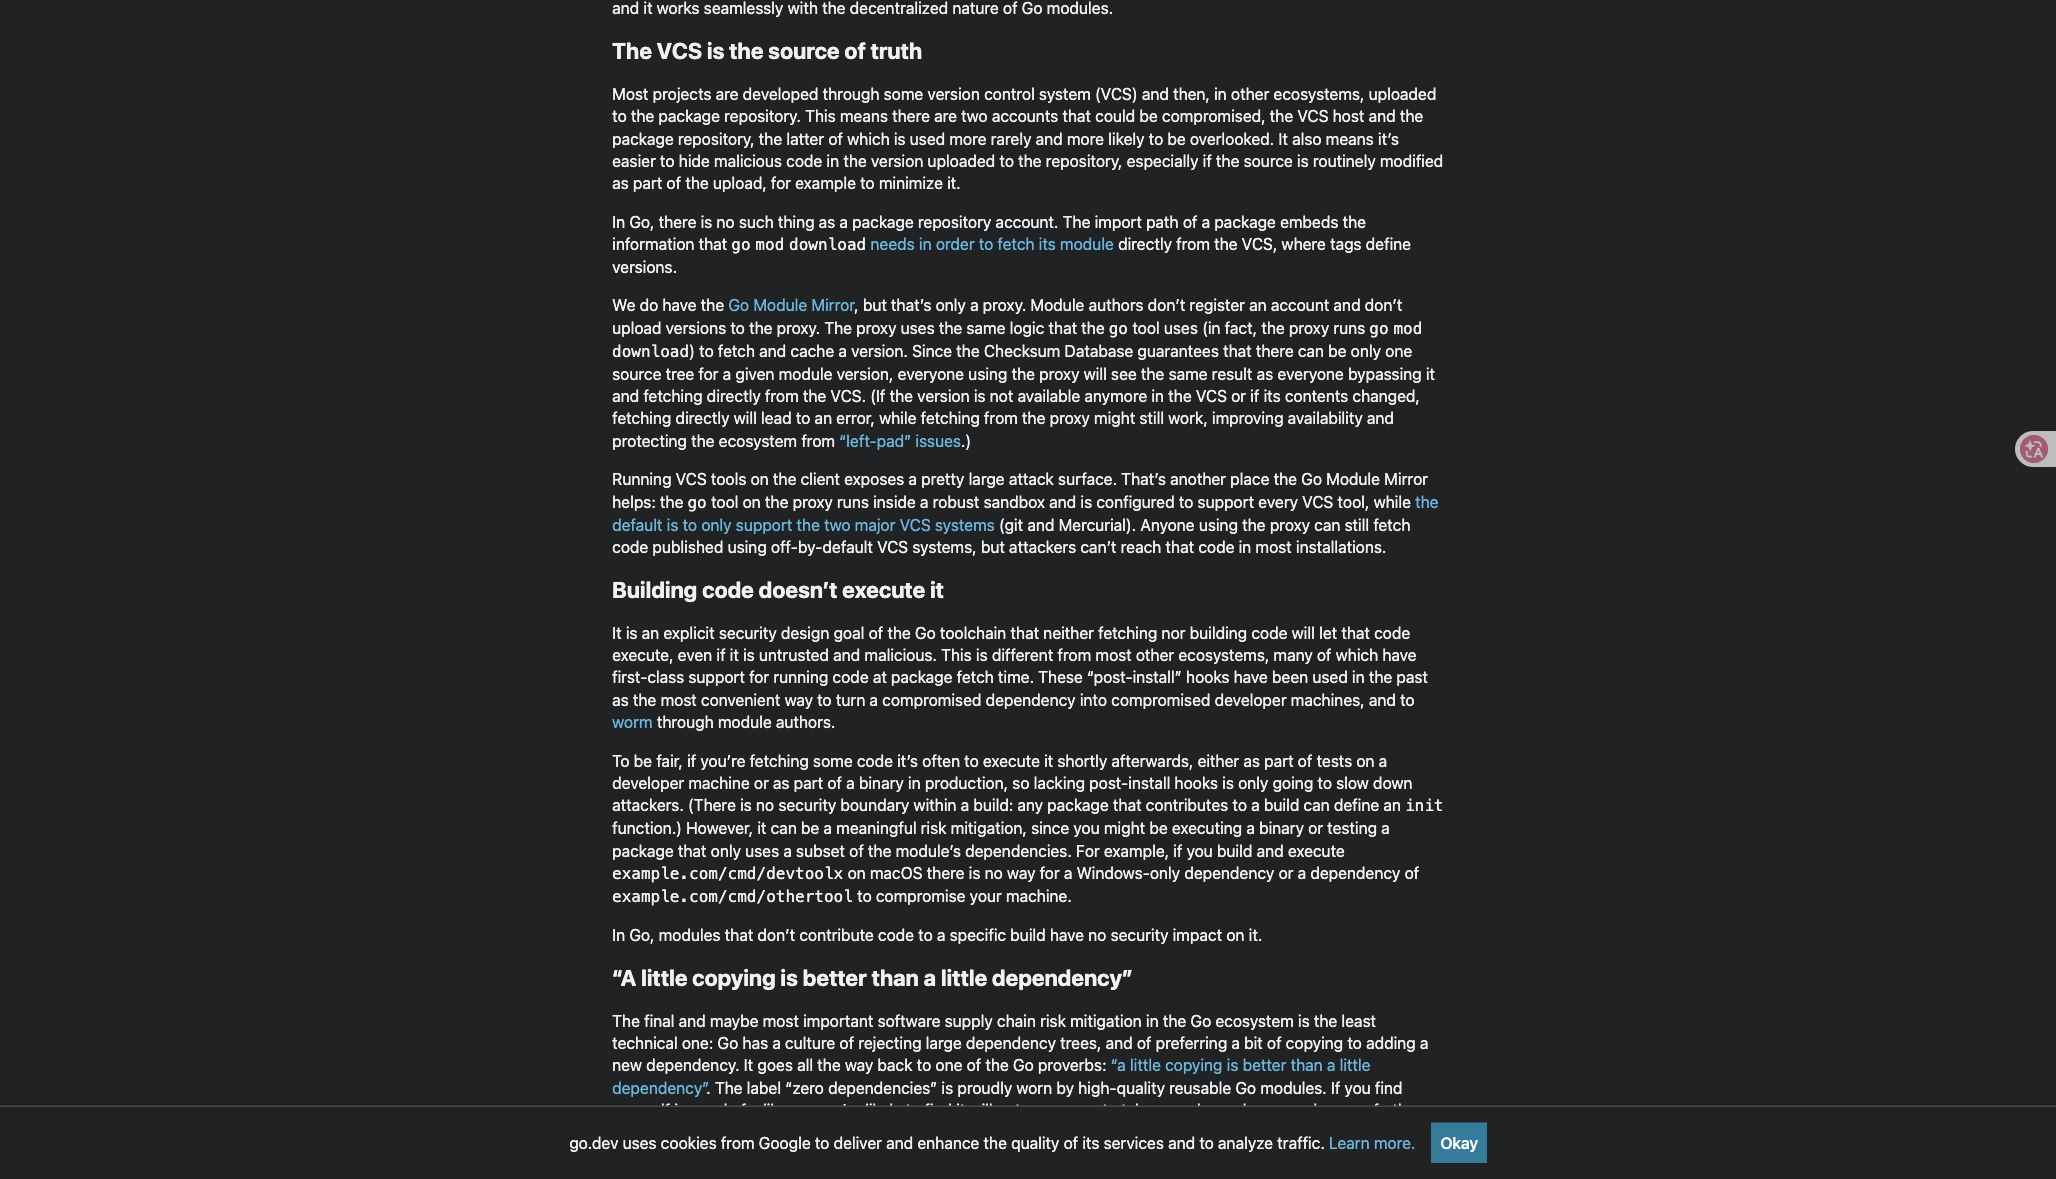 and it works seamlessly with the decentralized nature of Go modules.
The VCS is the source of truth
Most projects are developed through some version control system (VCS) and then, in other ecosystems, uploaded
to the package repository. This means there are two accounts that could be compromised, the VCS host and the
package repository, the latter of which is used more rarely and more likely to be overlooked. It also means it’s
easier to hide malicious code in the version uploaded to the repository, especially if the source is routinely modified
as part of the upload, for example to minimize it.
In Go, there is no such thing as a package repository account. The import path of a package embeds the
information that go mod download needs in order to fetch its module directly from the VCS, where tags define
versions.
We do have the Go Module Mirror, but that’s only a proxy. Module authors don’t register an account and don’t
upload versions to the proxy. The proxy uses the same logic that the go tool uses (in fact, the proxy runs go mod
download) to fetch and cache a version. Since the Checksum Database guarantees that there can be only one
source tree for a given module version, everyone using the proxy will see the same result as everyone bypassing it
and fetching directly from the VCS. (If the version is not available anymore in the VCS or if its contents changed,
fetching directly will lead to an error, while fetching from the proxy might still work, improving availability and
protecting the ecosystem from “left-pad” issues.)
Running VCS tools on the client exposes a pretty large attack surface. That’s another place the Go Module Mirror
helps: the go tool on the proxy runs inside a robust sandbox and is configured to support every VCS tool, while the
default is to only support the two major VCS systems (git and Mercurial). Anyone using the proxy can still fetch
code published using off-by-default VCS systems, but attackers can’t reach that code in most installations.
Building code doesn’t execute it
It is an explicit security design goal of the Go toolchain that neither fetching nor building code will let that code
execute, even if it is untrusted and malicious. This is different from most other ecosystems, many of which have
first-class support for running code at package fetch time. These “post-install” hooks have been used in the past
as the most convenient way to turn a compromised dependency into compromised developer machines, and to
worm through module authors.
To be fair, if you’re fetching some code it’s often to execute it shortly afterwards, either as part of tests on a
developer machine or as part of a binary in production, so lacking post-install hooks is only going to slow down
attackers. (There is no security boundary within a build: any package that contributes to a build can define an init
function.) However, it can be a meaningful risk mitigation, since you might be executing a binary or testing a
package that only uses a subset of the module’s dependencies. For example, if you build and execute
example.com/cmd/devtoolx on macOS there is no way for a Windows-only dependency or a dependency of
example.com/cmd/othertool to compromise your machine.
In Go, modules that don’t contribute code to a specific build have no security impact on it.
“A little copying is better than a little dependency”
The final and maybe most important software supply chain risk mitigation in the Go ecosystem is the least
technical one: Go has a culture of rejecting large dependency trees, and of preferring a bit of copying to adding a
new dependency. It goes all the way back to one of the Go proverbs: “a little copying is better than a little
dependency”. The label “zero dependencies” is proudly worn by high-quality reusable Go modules. If you find
go.dev uses cookies from Google to deliver and enhance the quality of its services and to analyze traffic. Learn more.
Okay